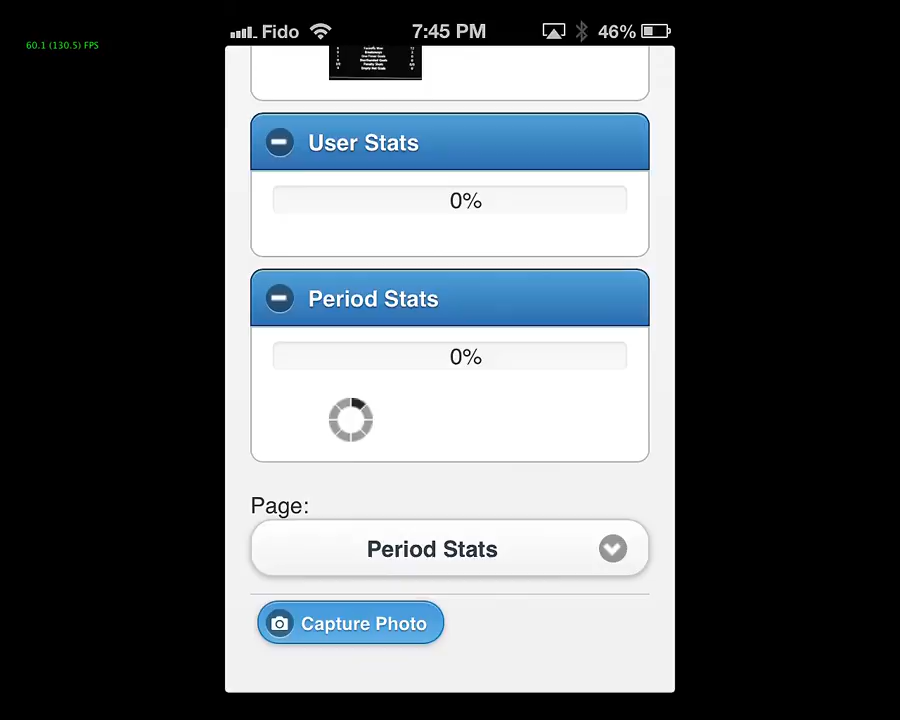 60.1 (130.5) FPS
Fido 7:45 PM 46%
User Stats
0%
Period Stats
0%
Page:
Period Stats
Capture Photo